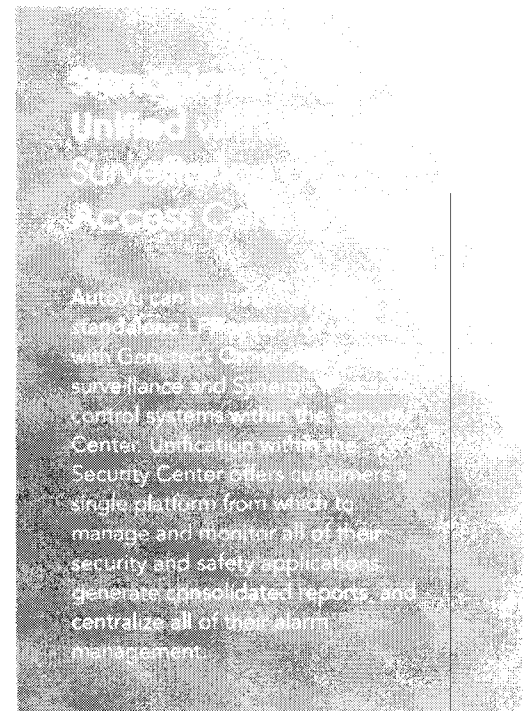 Unified
Surveillance
Access
AutoVu can be
standalone
with Genetec's
surveillance and
control systems within the Security
Center. Unification within the
Security Center offers customers a
single platform from which to
manage and monitor all of their
security and safety applications,
generate consolidated reports, and
centralize all of their alarm
management.